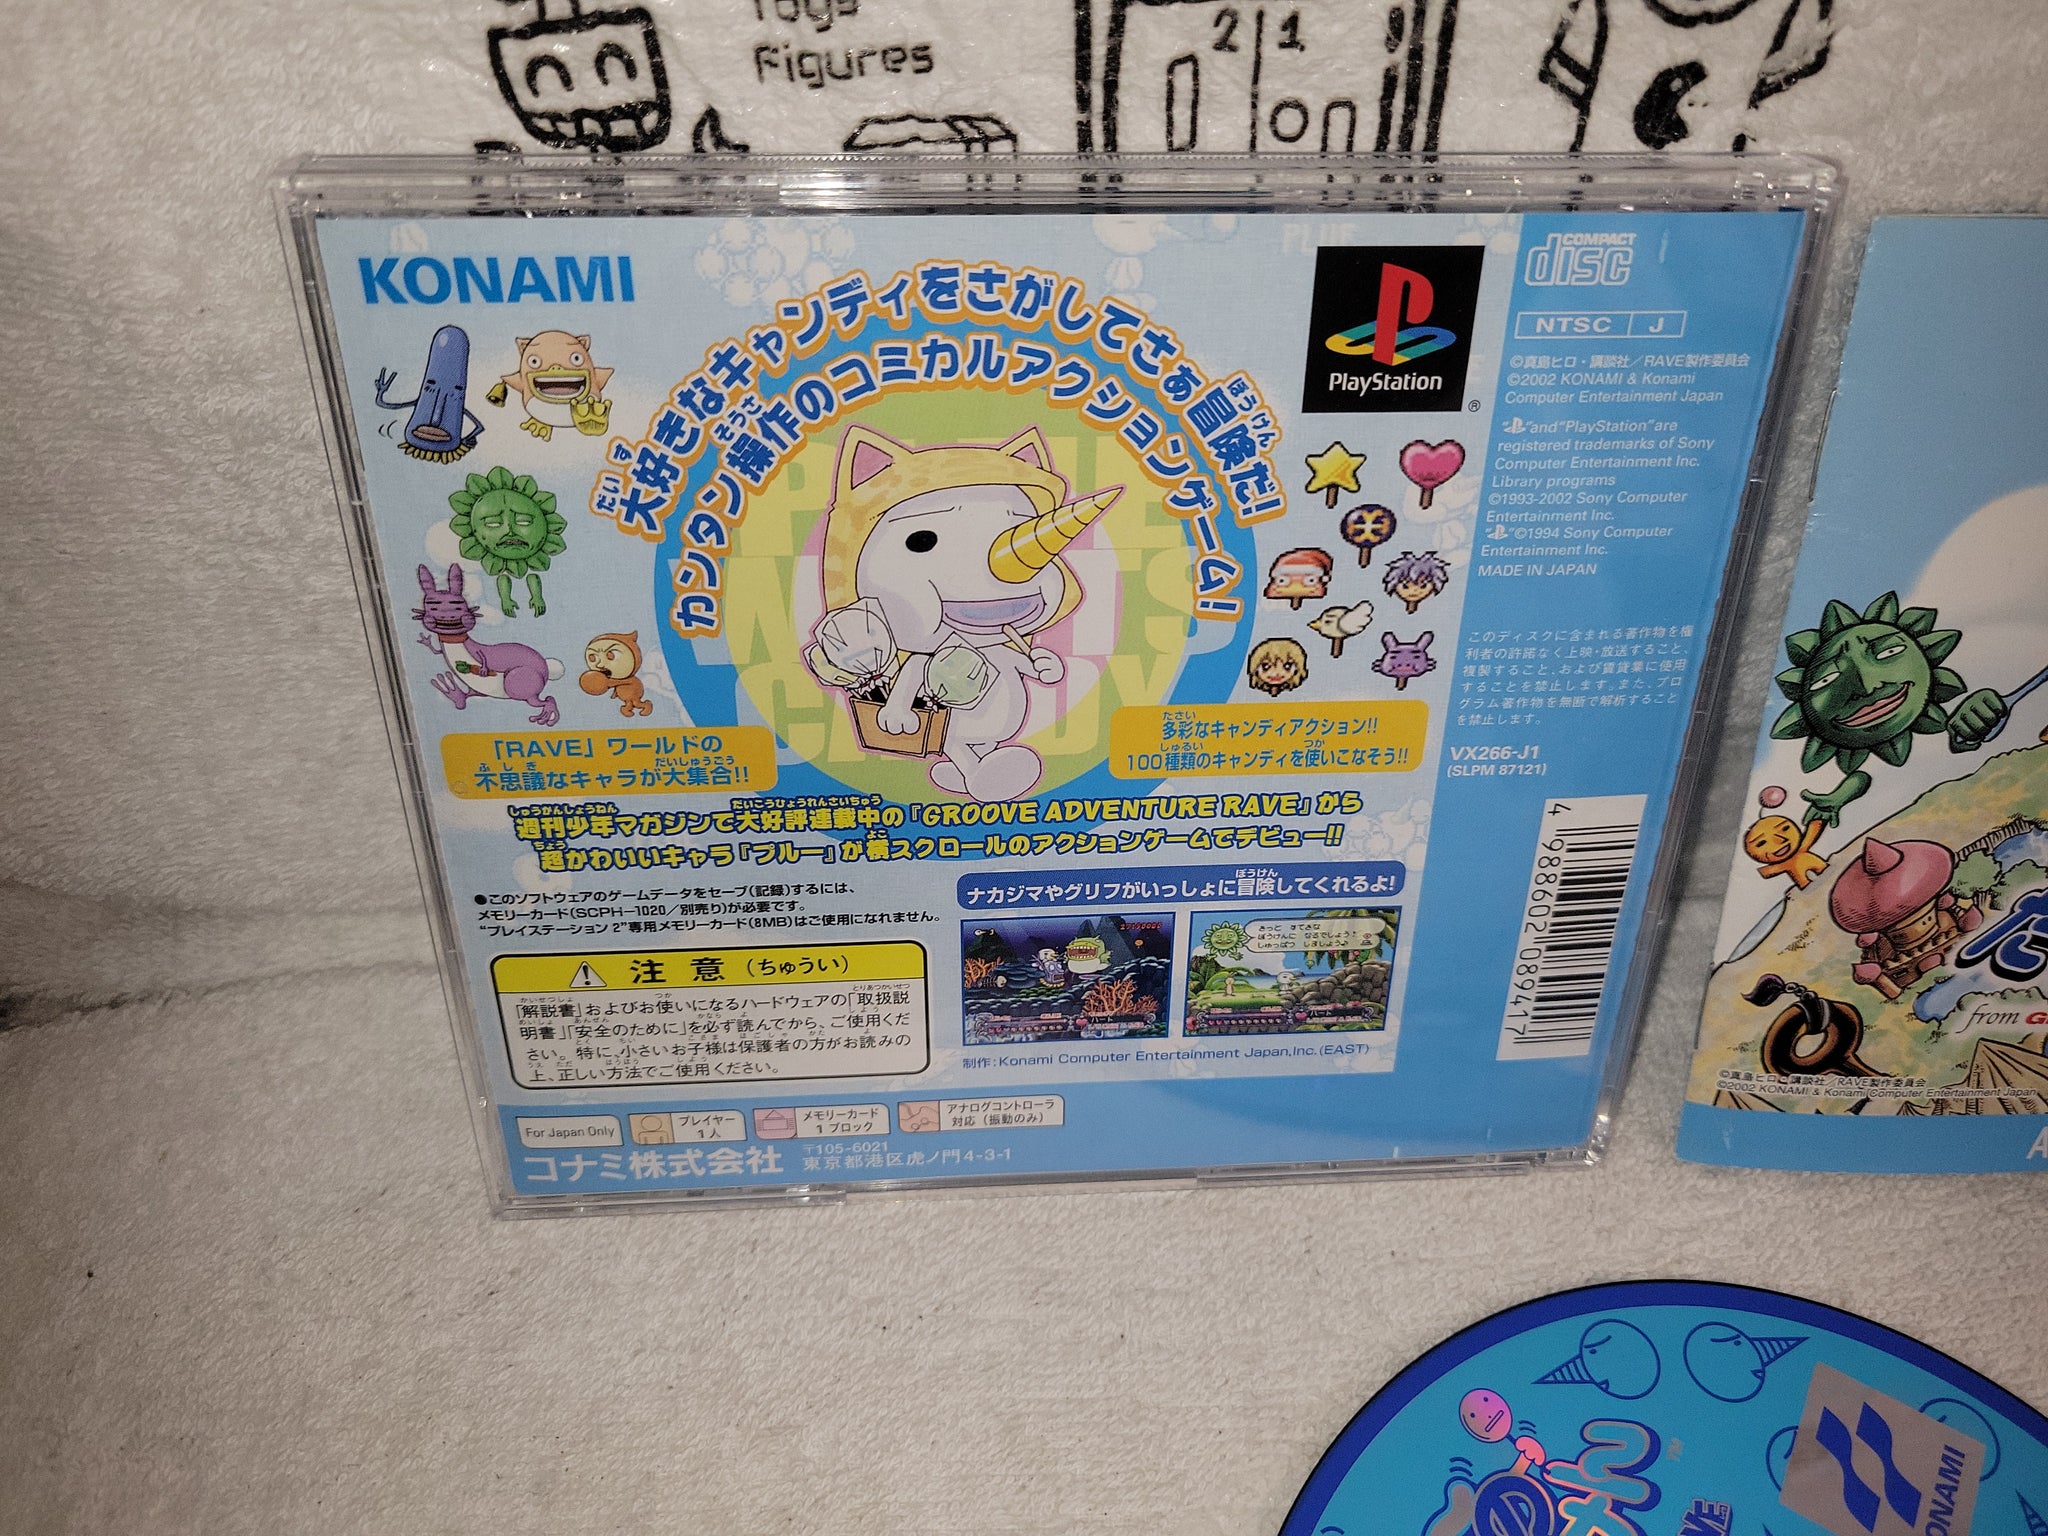 Toys
Figures
2 1
KONAMI
大好きなキャンディをさがしてさぁ冒険だ!
カンタン操作のコミカルアクションゲーム!
PLUE
WANTS
CANDY
PlayStation
®
COMPACT
disc
NTSC J
©真島ヒロ・講談社/RAVE製作委員会
©2002 KONAMI & Konami
Computer Entertainment Japan
"PS"and"PlayStation"are
registered trademarks of Sony
Computer Entertainment Inc.
Library programs
©1993-2002 Sony Computer
Entertainment Inc.
"PS"©1994 Sony Computer
Entertainment Inc.
MADE IN JAPAN
このディスクに含まれる著作物を権
利者の許諾なく上映・放送すること、
複製すること、および賃貸業に使用
することを禁止します。また、プロ
グラム著作物を無断で解析すること
を禁止します。
VX266-J1
(SLPM 87121)
4 988602 089417
「RAVE」ワールドの
不思議なキャラが大集合!!
多彩なキャンディアクション!!
100種類のキャンディを使いこなそう!!
週刊少年マガジンで大好評連載中の『GROOVE ADVENTURE RAVE』から
超かわいいキャラ『プルー』が横スクロールのアクションゲームでデビュー!!
●このソフトウェアのゲームデータをセーブ(記録)するには、
メモリーカード(SCPH-1020/別売り)が必要です。
"プレイステーション 2"専用メモリーカード(8MB)はご使用になれません。
注意(ちゅうい)
「解説書」およびお使いになるハードウェアの「取扱説
明書」「安全のために」を必ず読んでから、ご使用くだ
さい。特に、小さいお子様は保護者の方がお読みの
上、正しい方法でご使用ください。
ナカジマやグリフがいっしょに冒険してくれるよ!
制作:Konami Computer Entertainment Japan,Inc.(EAST)
For Japan Only
プレイヤー
1人
メモリーカード
1ブロック
アナログコントローラ
対応(振動のみ)
コナミ株式会社
〒105-6021
東京都港区虎ノ門4-3-1
from
©真島ヒロ・講談社/RAVE製作委員会
©2002 KONAMI & Konami Computer Entertainment Japan
KONAMI